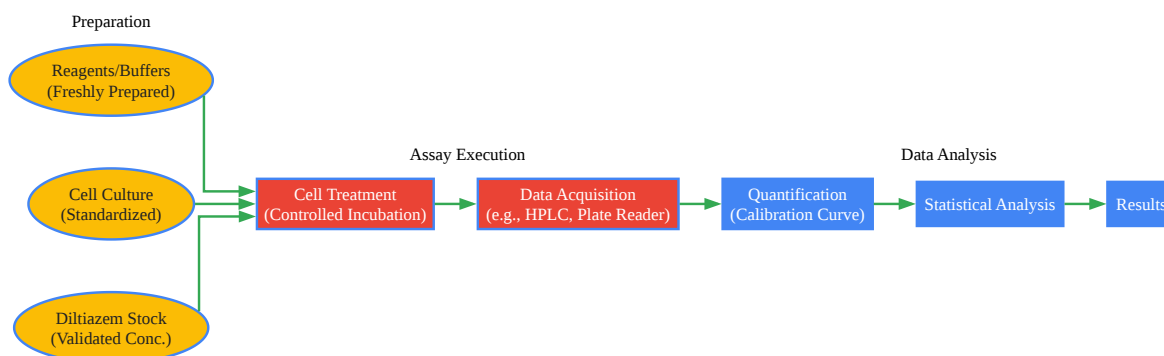 Preparation
Reagents/Buffers
(Freshly Prepared)
Assay Execution
Data Analysis
Cell Culture
(Standardized)
Cell Treatment
(Controlled Incubation)
Data Acquisition
(e.g., HPLC, Plate Reader)
Quantification
(Calibration Curve)
Statistical Analysis
Results
Diltiazem Stock
(Validated Conc.)